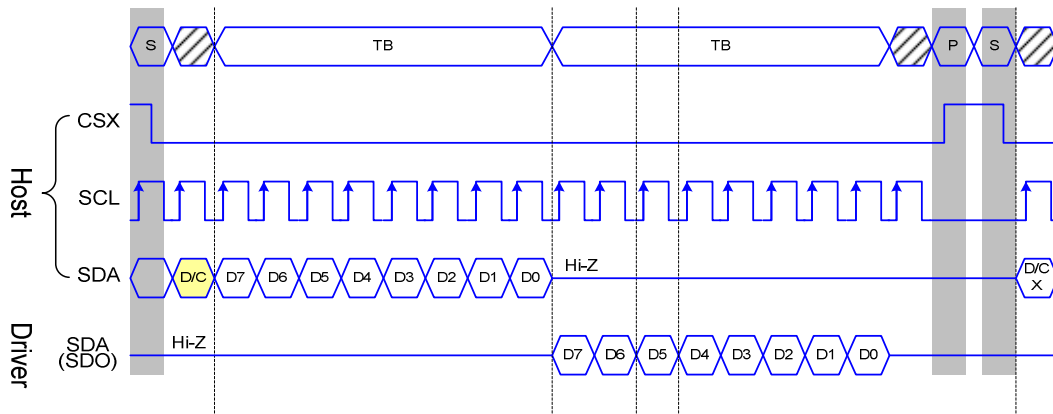 S TB TB P S
CSX
Host
SCL
SDA D/C D7 D6 D5 D4 D3 D2 D1 D0 Hi-Z D/C
X
Driver
SDA
(SDO)
Hi-Z
D7 D6 D5 D4 D3 D2 D1 D0